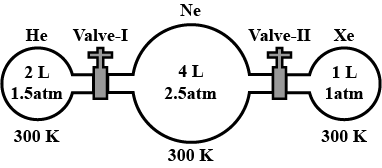 Ne
He Valve-I Valve-II Xe
2 L 4 L 1 L
1.5atm 2.5atm 1atm
300 K 300 K
300 K